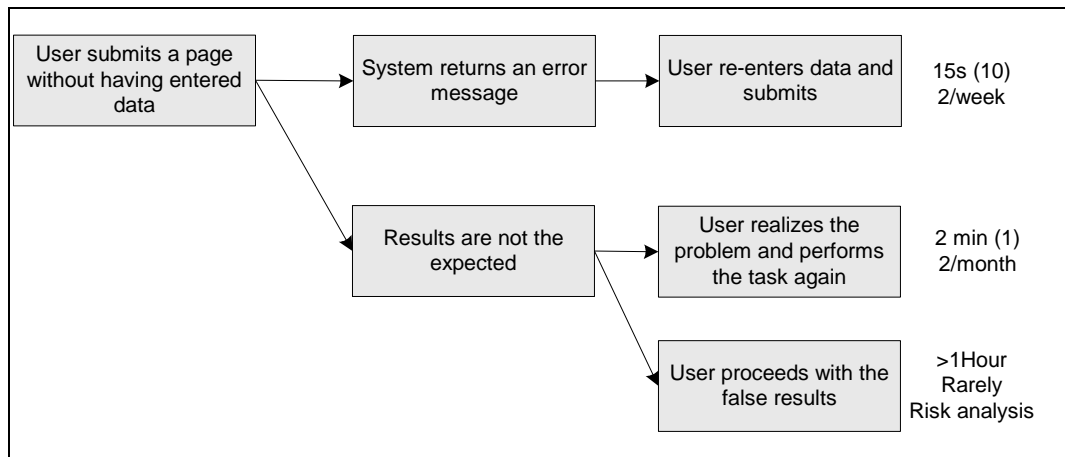 User submits a page
without having entered
data
System returns an error
message
User re-enters data and
submits
15s (10)
2/week
Results are not the
expected
User realizes the
problem and performs
the task again
2 min (1)
2/month
User proceeds with the
false results
>1Hour
Rarely
Risk analysis